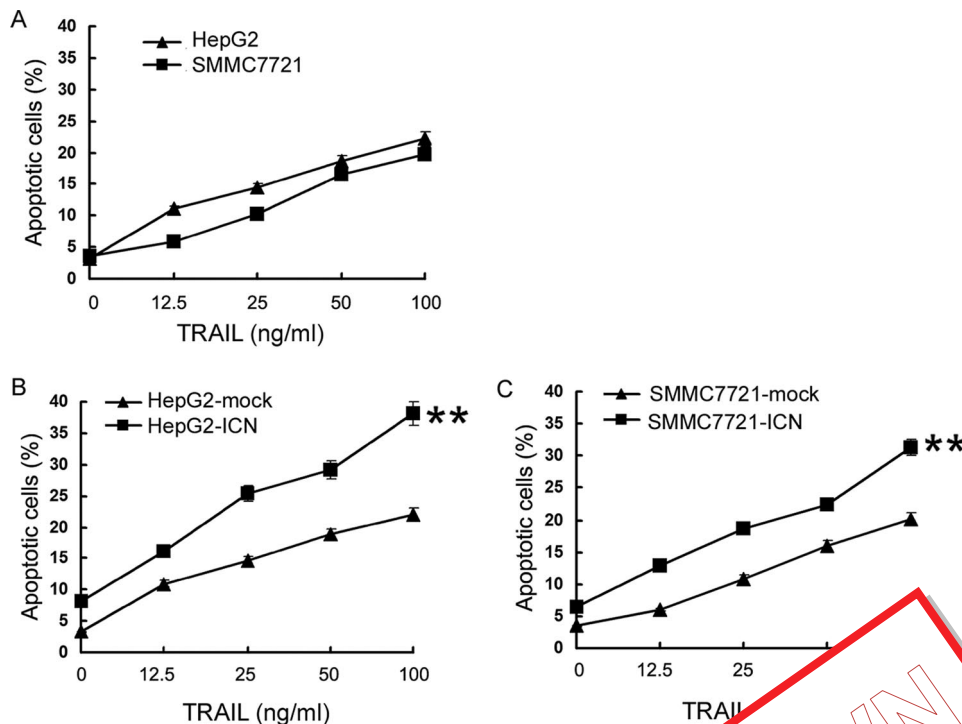 A
40
35
30
25
20
15
10
5
0
Apoptotic cells (%)
HepG2
SMMC7721
0 12.5 25 50 100
TRAIL (ng/ml)
B
40
35
30
25
20
15
10
5
0
Apoptotic cells (%)
HepG2-mock
HepG2-ICN
**
0 12.5 25 50 100
TRAIL (ng/ml)
C
40
35
30
25
20
15
10
5
0
Apoptotic cells (%)
SMMC7721-mock
SMMC7721-ICN
**
0 12.5 25
TRAIL